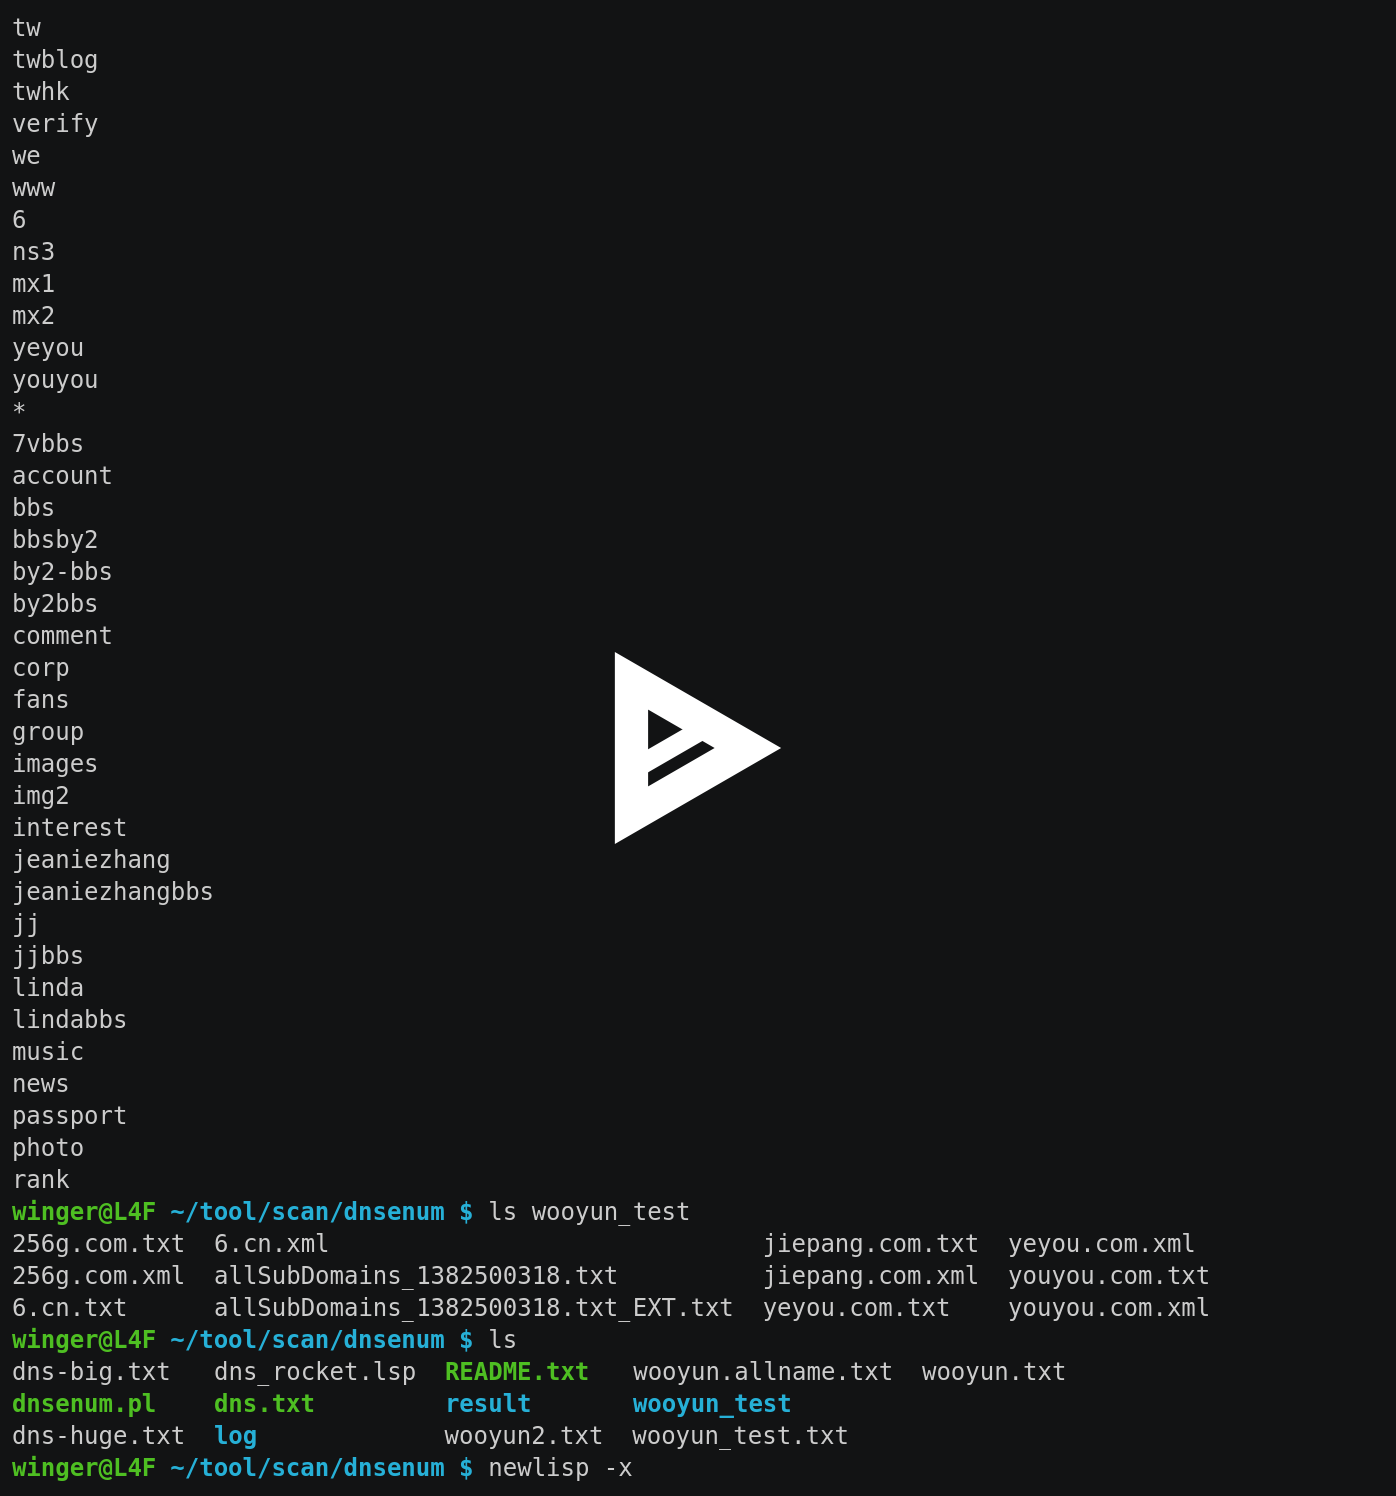 tw
twblog
twhk
verify
we
www
6
ns3
mx1
mx2
yeyou
youyou
*
7vbbs
account
bbs
bbsby2
by2-bbs
by2bbs
comment
corp
fans
group
images
img2
interest
jeaniezhang
jeaniezhangbbs
jj
jjbbs
linda
lindabbs
music
news
passport
photo
rank
winger@L4F ~/tool/scan/dnsenum $ ls wooyun_test
256g.com.txt  6.cn.xml                              jiepang.com.txt  yeyou.com.xml
256g.com.xml  allSubDomains_1382500318.txt          jiepang.com.xml  youyou.com.txt
6.cn.txt      allSubDomains_1382500318.txt_EXT.txt  yeyou.com.txt    youyou.com.xml
winger@L4F ~/tool/scan/dnsenum $ ls
dns-big.txt   dns_rocket.lsp  README.txt   wooyun.allname.txt  wooyun.txt
dnsenum.pl    dns.txt         result       wooyun_test
dns-huge.txt  log             wooyun2.txt  wooyun_test.txt
winger@L4F ~/tool/scan/dnsenum $ newlisp -x